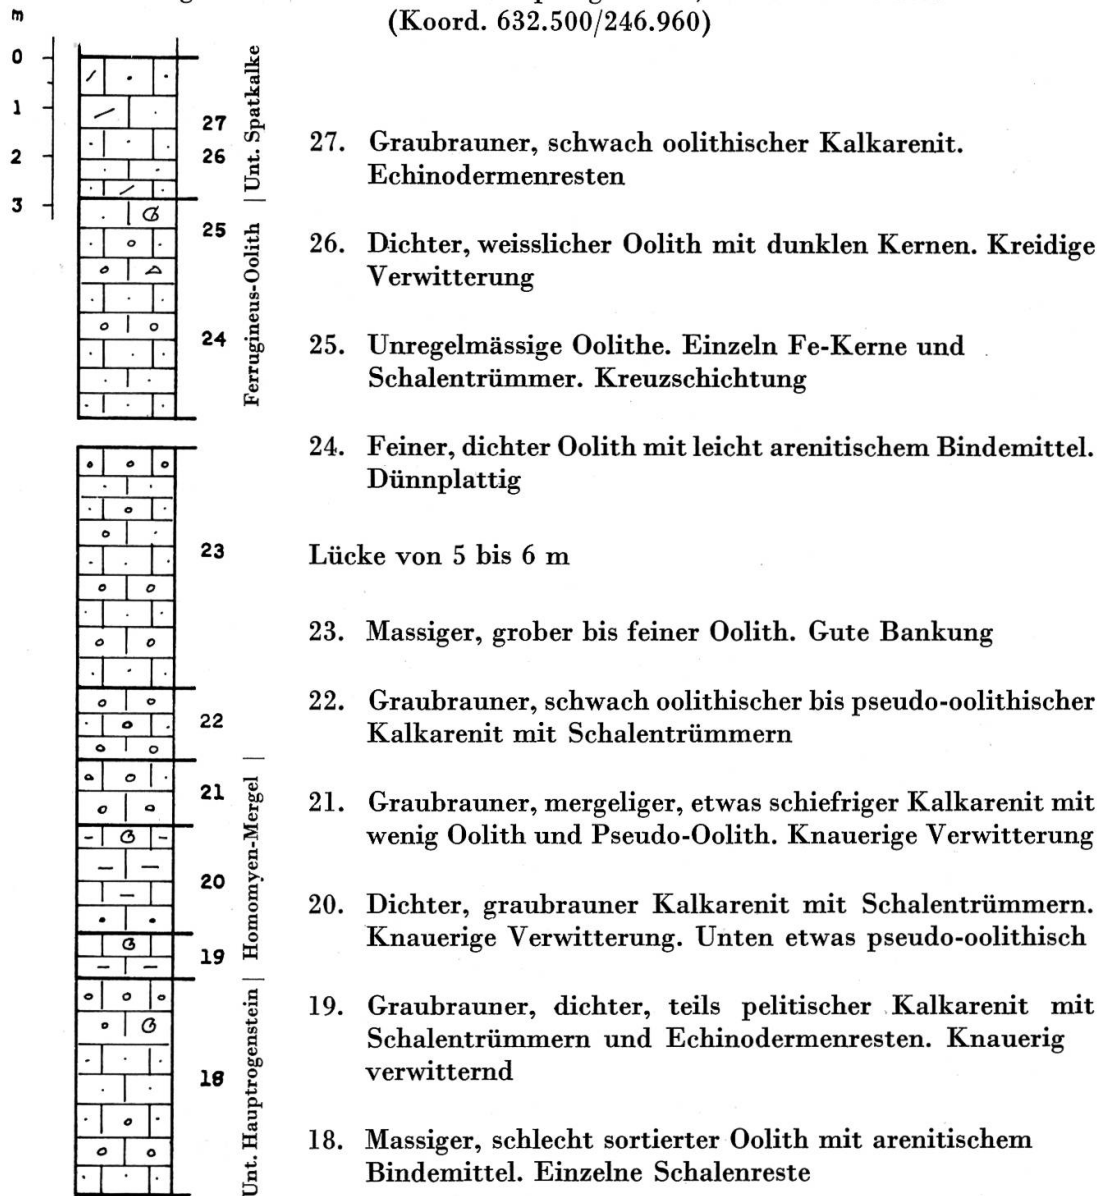 m
(Koord. 632.500/246.960)
0
1
2
3
27
26
25
24
23
22
21
20
19
18
Unt. Spatkalke
Ferrugineus-Oolith
Homomyen-Mergel
Unt. Hauptrogenstein
27. Graubrauner, schwach oolithischer Kalkarenit.
Echinodermenresten
26. Dichter, weisslicher Oolith mit dunklen Kernen. Kreidige
Verwitterung
25. Unregelmässige Oolithe. Einzeln Fe-Kerne und
Schalentrümmer. Kreuzschichtung
24. Feiner, dichter Oolith mit leicht arenitischem Bindemittel.
Dünnplattig
Lücke von 5 bis 6 m
23. Massiger, grober bis feiner Oolith. Gute Bankung
22. Graubrauner, schwach oolithischer bis pseudo-oolithischer
Kalkarenit mit Schalentrümmern
21. Graubrauner, mergeliger, etwas schiefriger Kalkarenit mit
wenig Oolith und Pseudo-Oolith. Knauerige Verwitterung
20. Dichter, graubrauner Kalkarenit mit Schalentrümmern.
Knauerige Verwitterung. Unten etwas pseudo-oolithisch
19. Graubrauner, dichter, teils pelitischer Kalkarenit mit
Schalentrümmern und Echinodermenresten. Knauerig
verwitternd
18. Massiger, schlecht sortierter Oolith mit arenitischem
Bindemittel. Einzelne Schalenreste